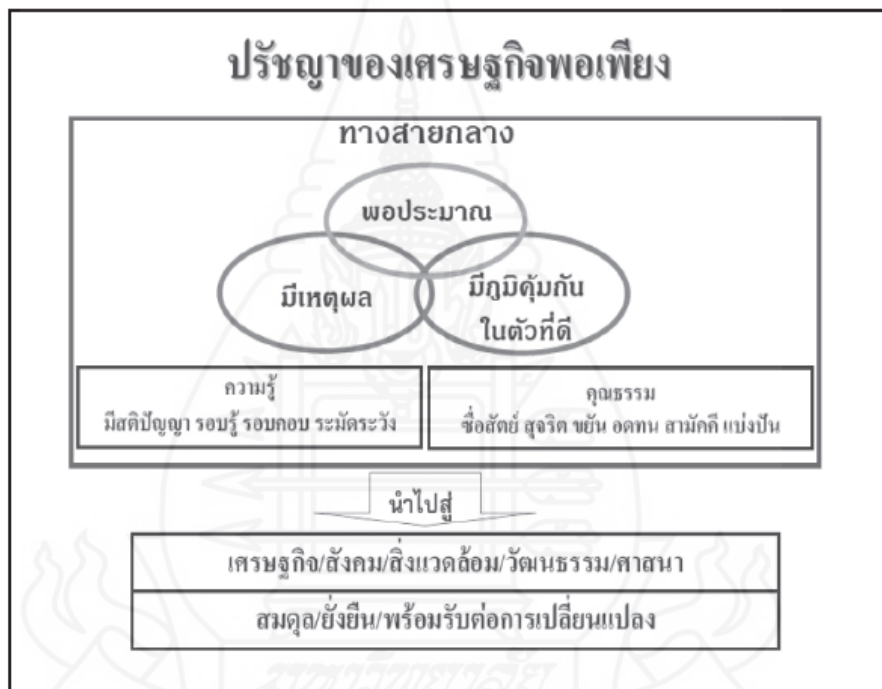 ปรัชญาของเศรษฐกิจพอเพียง
ทางสายกลาง
พอประมาณ
มีเหตุผล
มีภูมิคุ้มกัน
ในตัวที่ดี
ความรู้
มีสติปัญญา รอบรู้ รอบคอบ ระมัดระวัง
คุณธรรม
ซื่อสัตย์ สุจริต ขยัน อดทน สามัคคี แบ่งปัน
นำไปสู่
เศรษฐกิจ/สังคม/สิ่งแวดล้อม/วัฒนธรรม/ศาสนา
สมดุล/ยั่งยืน/พร้อมรับต่อการเปลี่ยนแปลง